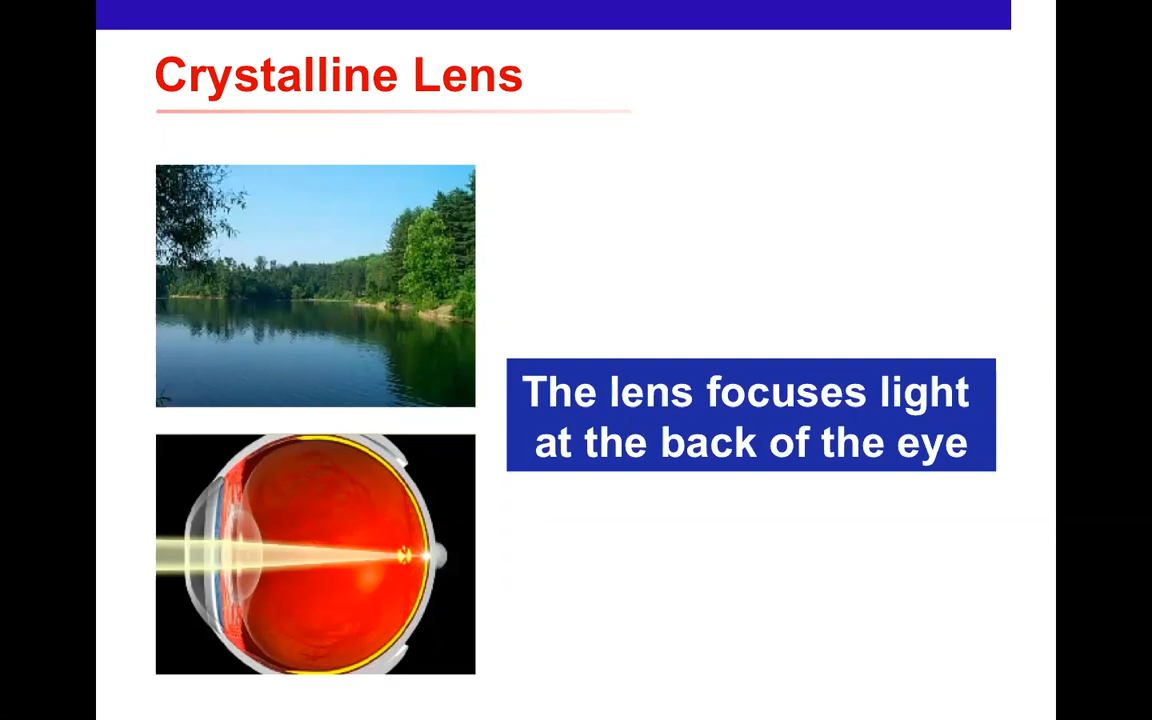 Crystalline Lens
The lens focuses light
at the back of the eye